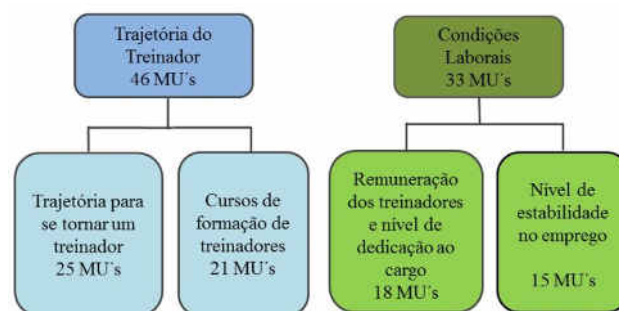 Trajetória do
Treinador
46 MU´s
Condições
Laborais
33 MU´s
Trajetória para
se tornar um
treinador
25 MU´s
Cursos de
formação de
treinadores
21 MU´s
Remuneração
dos treinadores
e nível de
dedicação ao
cargo
18 MU´s
Nível de
estabilidade
no emprego
15 MU´s